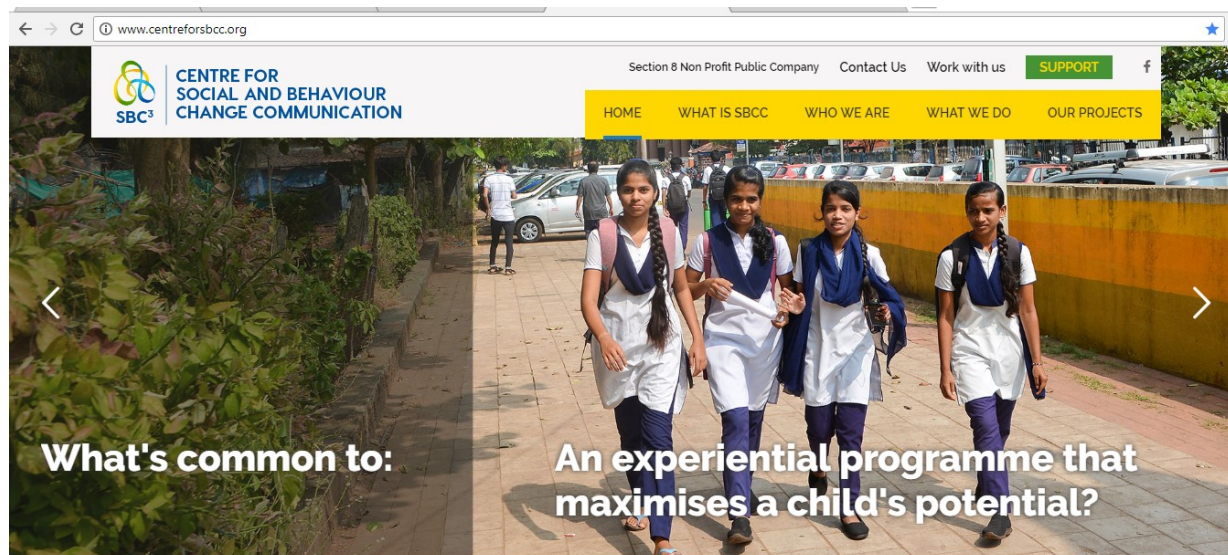 www.centreforsbcc.org
SBC³
CENTRE FOR
SOCIAL AND BEHAVIOUR
CHANGE COMMUNICATION
Section 8 Non Profit Public Company Contact Us Work with us SUPPORT f
HOME WHAT IS SBCC WHO WE ARE WHAT WE DO OUR PROJECTS
What's common to:
An experiential programme that
maximises a child's potential?